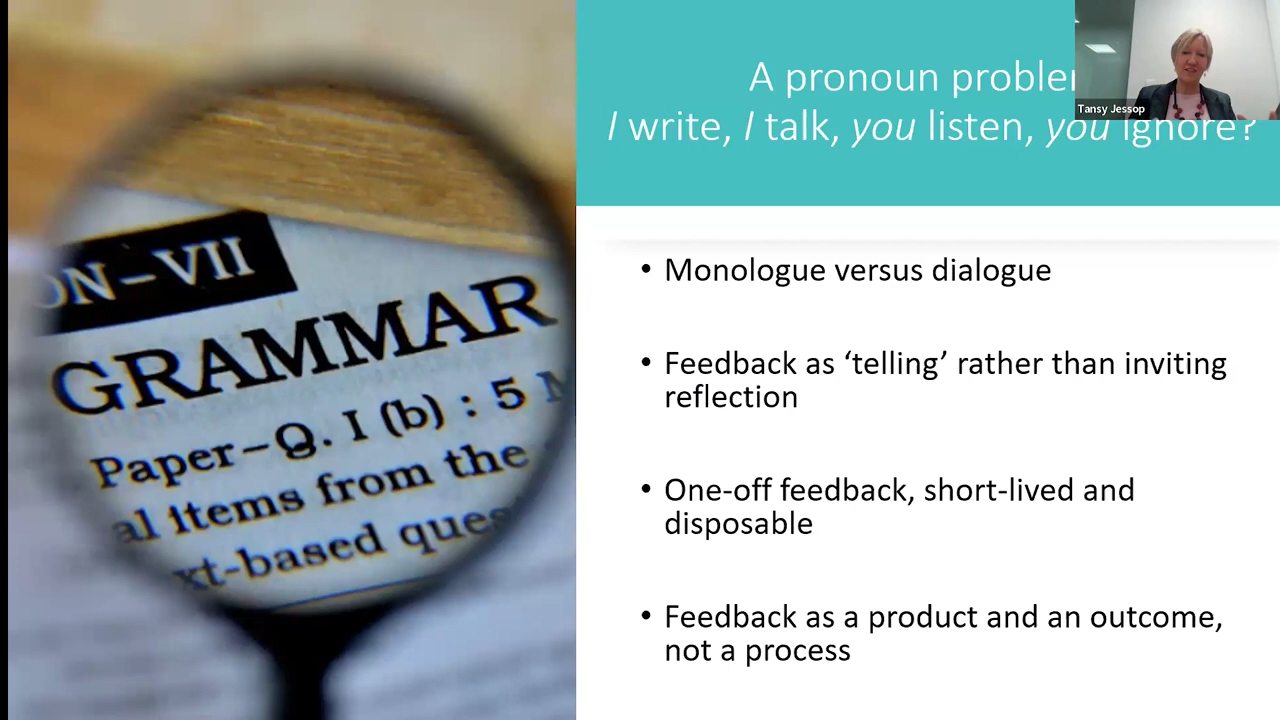 A pronoun problem
I write, I talk, you listen, you ignore?
Tansy Jessop
ON-VII
GRAMMAR
Paper-Q. I (b) : 5 M
al items from the
xt-based ques
• Monologue versus dialogue
• Feedback as ‘telling’ rather than inviting
reflection
• One-off feedback, short-lived and
disposable
• Feedback as a product and an outcome,
not a process